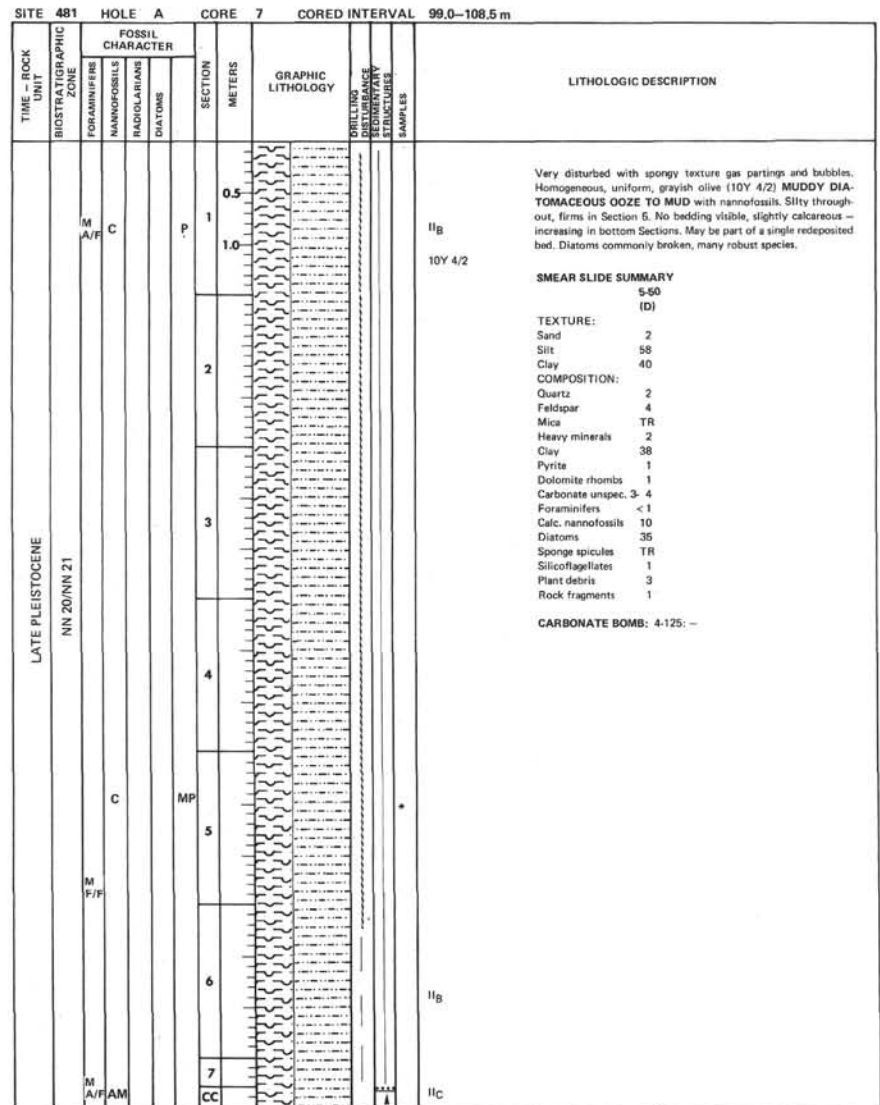 SITE 481 HOLE A CORE 7 CORED INTERVAL 99.0–108.5 m
TIME – ROCK UNIT
BIOSTRATIGRAPHIC ZONE
FOSSIL CHARACTER
FORAMINIFERS
NANNOFOSSILS
RADIOLARIANS
DIATOMS
SECTION
METERS
GRAPHIC LITHOLOGY
DRILLING DISTURBANCE
SEDIMENTARY STRUCTURES
SAMPLES
LITHOLOGIC DESCRIPTION
LATE PLEISTOCENE
NN 20/NN 21
M
A/F
C
P
1
0.5
1.0
IIB
10Y 4/2
2
3
4
C
MP
5
*
M
F/F
6
IIB
7
M
A/F
AM
CC
IIC
Very disturbed with spongy texture gas partings and bubbles.
Homogeneous, uniform, grayish olive (10Y 4/2) MUDDY DIA-
TOMACEOUS OOZE TO MUD with nannofossils. Silty through-
out, firms in Section 6. No bedding visible, slightly calcareous –
increasing in bottom Sections. May be part of a single redeposited
bed. Diatoms commonly broken, many robust species.
SMEAR SLIDE SUMMARY
5-50
(D)
TEXTURE:
Sand 2
Silt 58
Clay 40
COMPOSITION:
Quartz 2
Feldspar 4
Mica TR
Heavy minerals 2
Clay 38
Pyrite 1
Dolomite rhombs 1
Carbonate unspec. 3- 4
Foraminifers <1
Calc. nannofossils 10
Diatoms 35
Sponge spicules TR
Silicoflagellates 1
Plant debris 3
Rock fragments 1
CARBONATE BOMB: 4-125: –